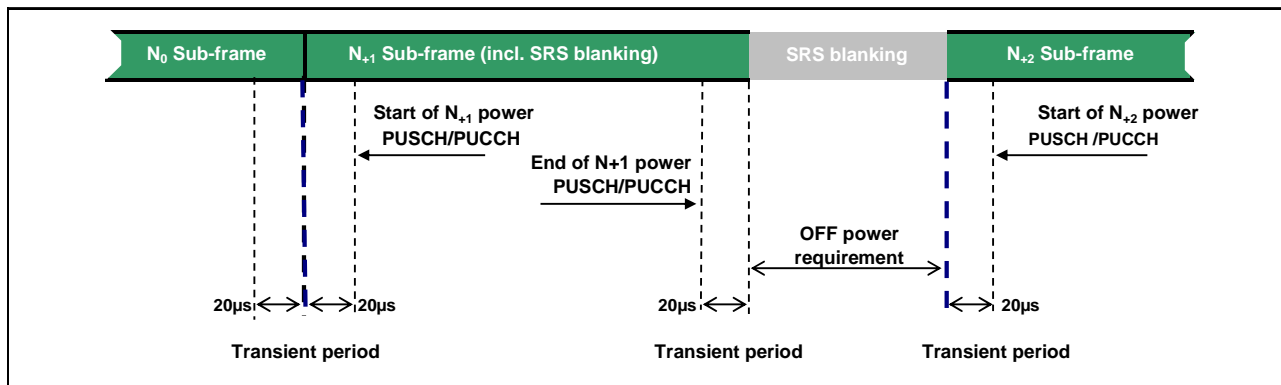 N₀ Sub-frame
N₊₁ Sub-frame (incl. SRS blanking)
SRS blanking
N₊₂ Sub-frame
Start of N₊₁ power
PUSCH/PUCCH
End of N+1 power
PUSCH/PUCCH
Start of N₊₂ power
PUSCH /PUCCH
OFF power
requirement
20µs
20µs
20µs
20µs
Transient period
Transient period
Transient period